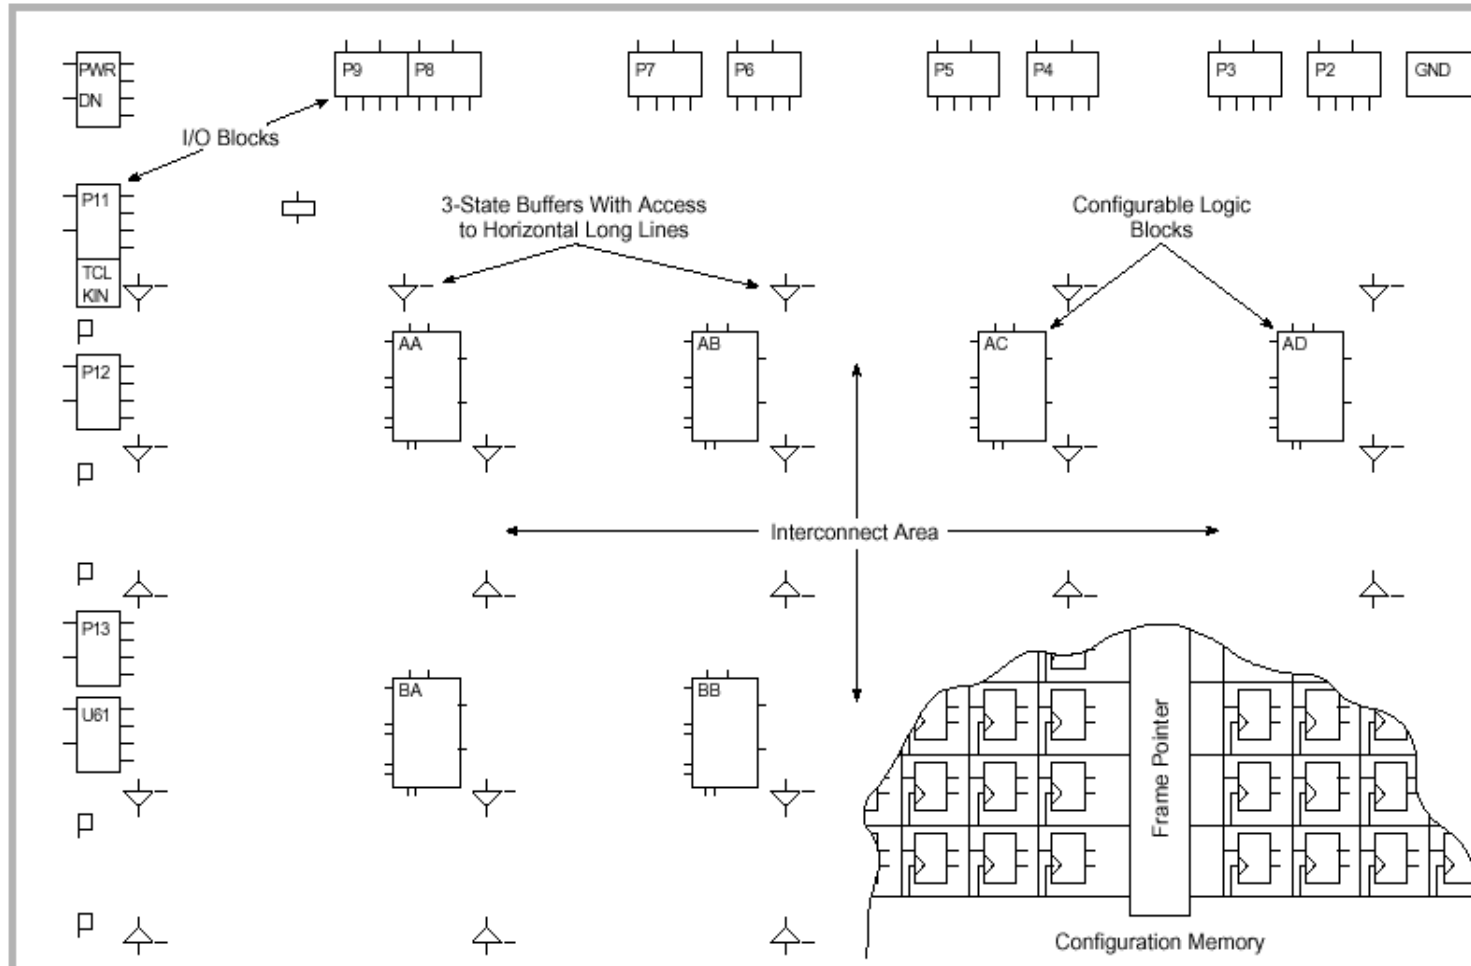 PWR
DN
P9
P8
P7
P6
P5
P4
P3
P2
GND
I/O Blocks
P11
3-State Buffers With Access
to Horizontal Long Lines
Configurable Logic
Blocks
TCL
KIN
AA
AB
AC
AD
P12
Interconnect Area
P13
BA
BB
U61
Frame Pointer
Configuration Memory